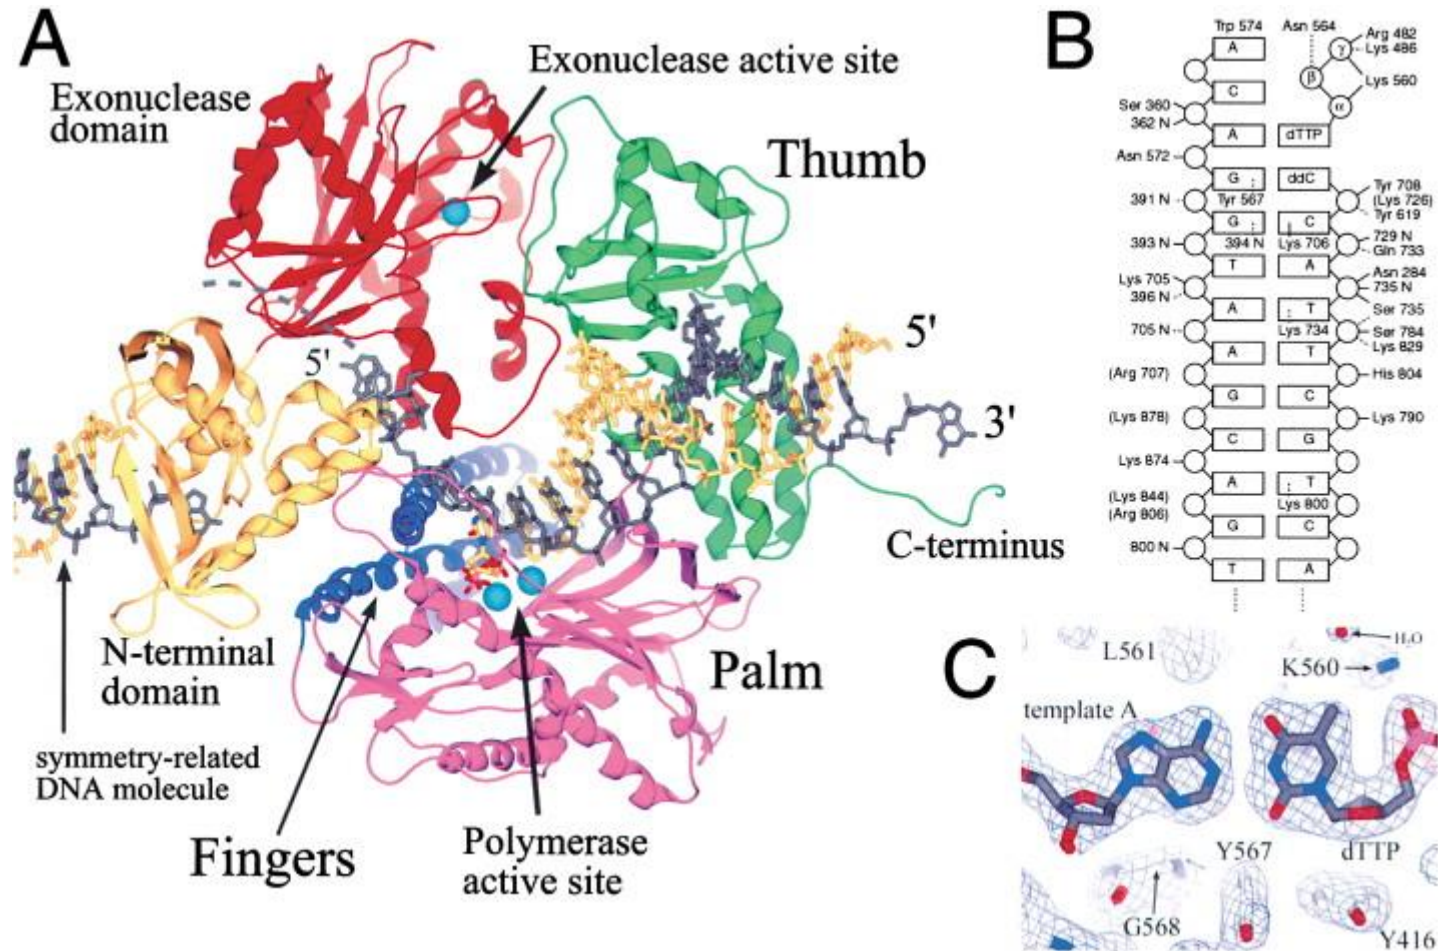 A
Exonuclease
domain
Exonuclease active site
Thumb
5'
5'
3'
C-terminus
N-terminal
domain
Palm
symmetry-related
DNA molecule
Fingers
Polymerase
active site
B
Trp 574
Asn 564
Arg 482
Lys 486
A
γ
β
Lys 560
C
α
Ser 360
362 N
A
dTTP
Asn 572
G
ddC
Tyr 708
(Lys 726)
Tyr 619
391 N
Tyr 567
G
C
729 N
Gln 733
393 N
394 N
Lys 706
T
A
Asn 284
735 N
Lys 705
396 N
A
T
Ser 735
705 N
Lys 734
Ser 784
Lys 829
A
T
(Arg 707)
His 804
G
C
(Lys 878)
Lys 790
C
G
Lys 874
A
T
(Lys 844)
(Arg 806)
Lys 800
G
C
800 N
T
A
C
L561
H₂O
K560
template A
Y567
dTTP
G568
Y416